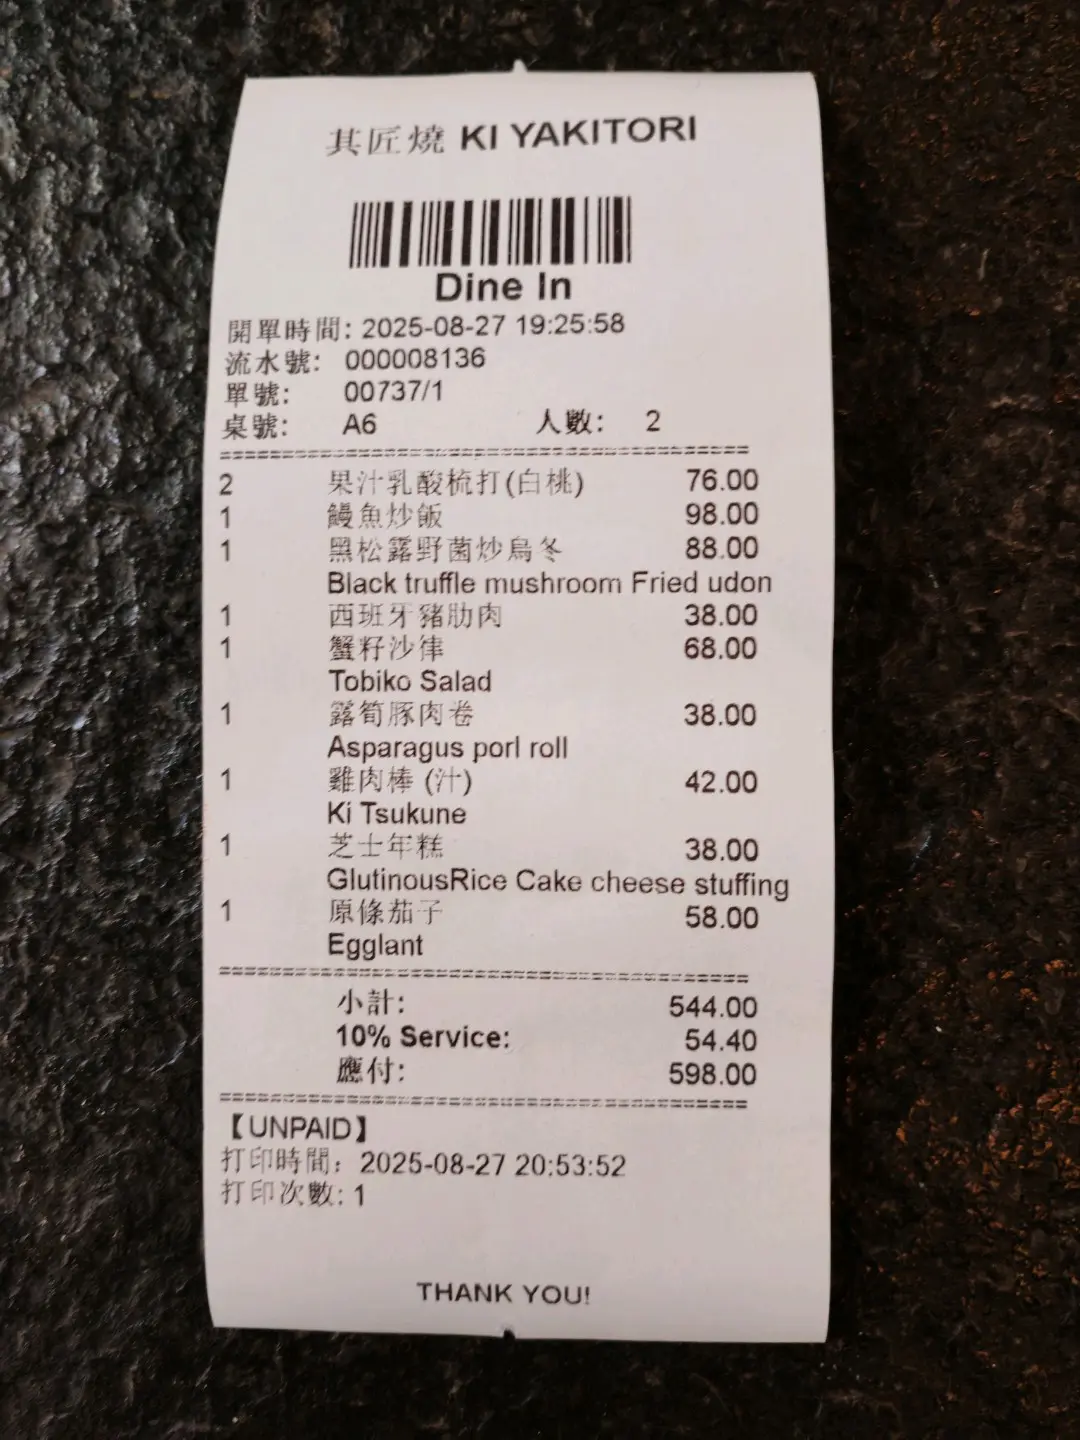 其匠燒 KI YAKITORI
Dine In
開單時間: 2025-08-27 19:25:58
流水號: 000008136
單號: 00737/1
桌號: A6 人數: 2
2 果汁乳酸梳打(白桃) 76.00
1 鰻魚炒飯 98.00
1 黑松露野菌炒烏冬 88.00
Black truffle mushroom Fried udon
1 西班牙豬肋肉 38.00
1 蟹籽沙律 68.00
Tobiko Salad
1 露筍豚肉卷 38.00
Asparagus porl roll
1 雞肉棒 (汁) 42.00
Ki Tsukune
1 芝士年糕 38.00
GlutinousRice Cake cheese stuffing
1 原條茄子 58.00
Egglant
小計: 544.00
10% Service: 54.40
應付: 598.00
【UNPAID】
打印時間: 2025-08-27 20:53:52
打印次數: 1
THANK YOU!